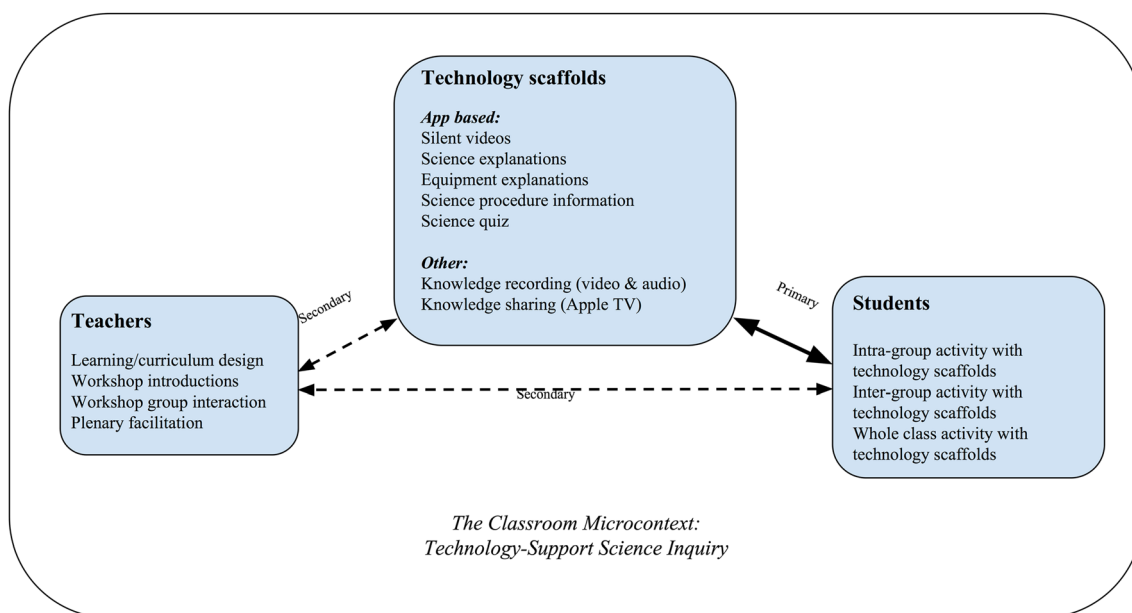 Technology scaffolds
App based:
Silent videos
Science explanations
Equipment explanations
Science procedure information
Science quiz
Other:
Knowledge recording (video & audio)
Knowledge sharing (Apple TV)
Secondary
Primary
Teachers
Learning/curriculum design
Workshop introductions
Workshop group interaction
Plenary facilitation
Secondary
Students
Intra-group activity with
technology scaffolds
Inter-group activity with
technology scaffolds
Whole class activity with
technology scaffolds
The Classroom Microcontext:
Technology-Support Science Inquiry